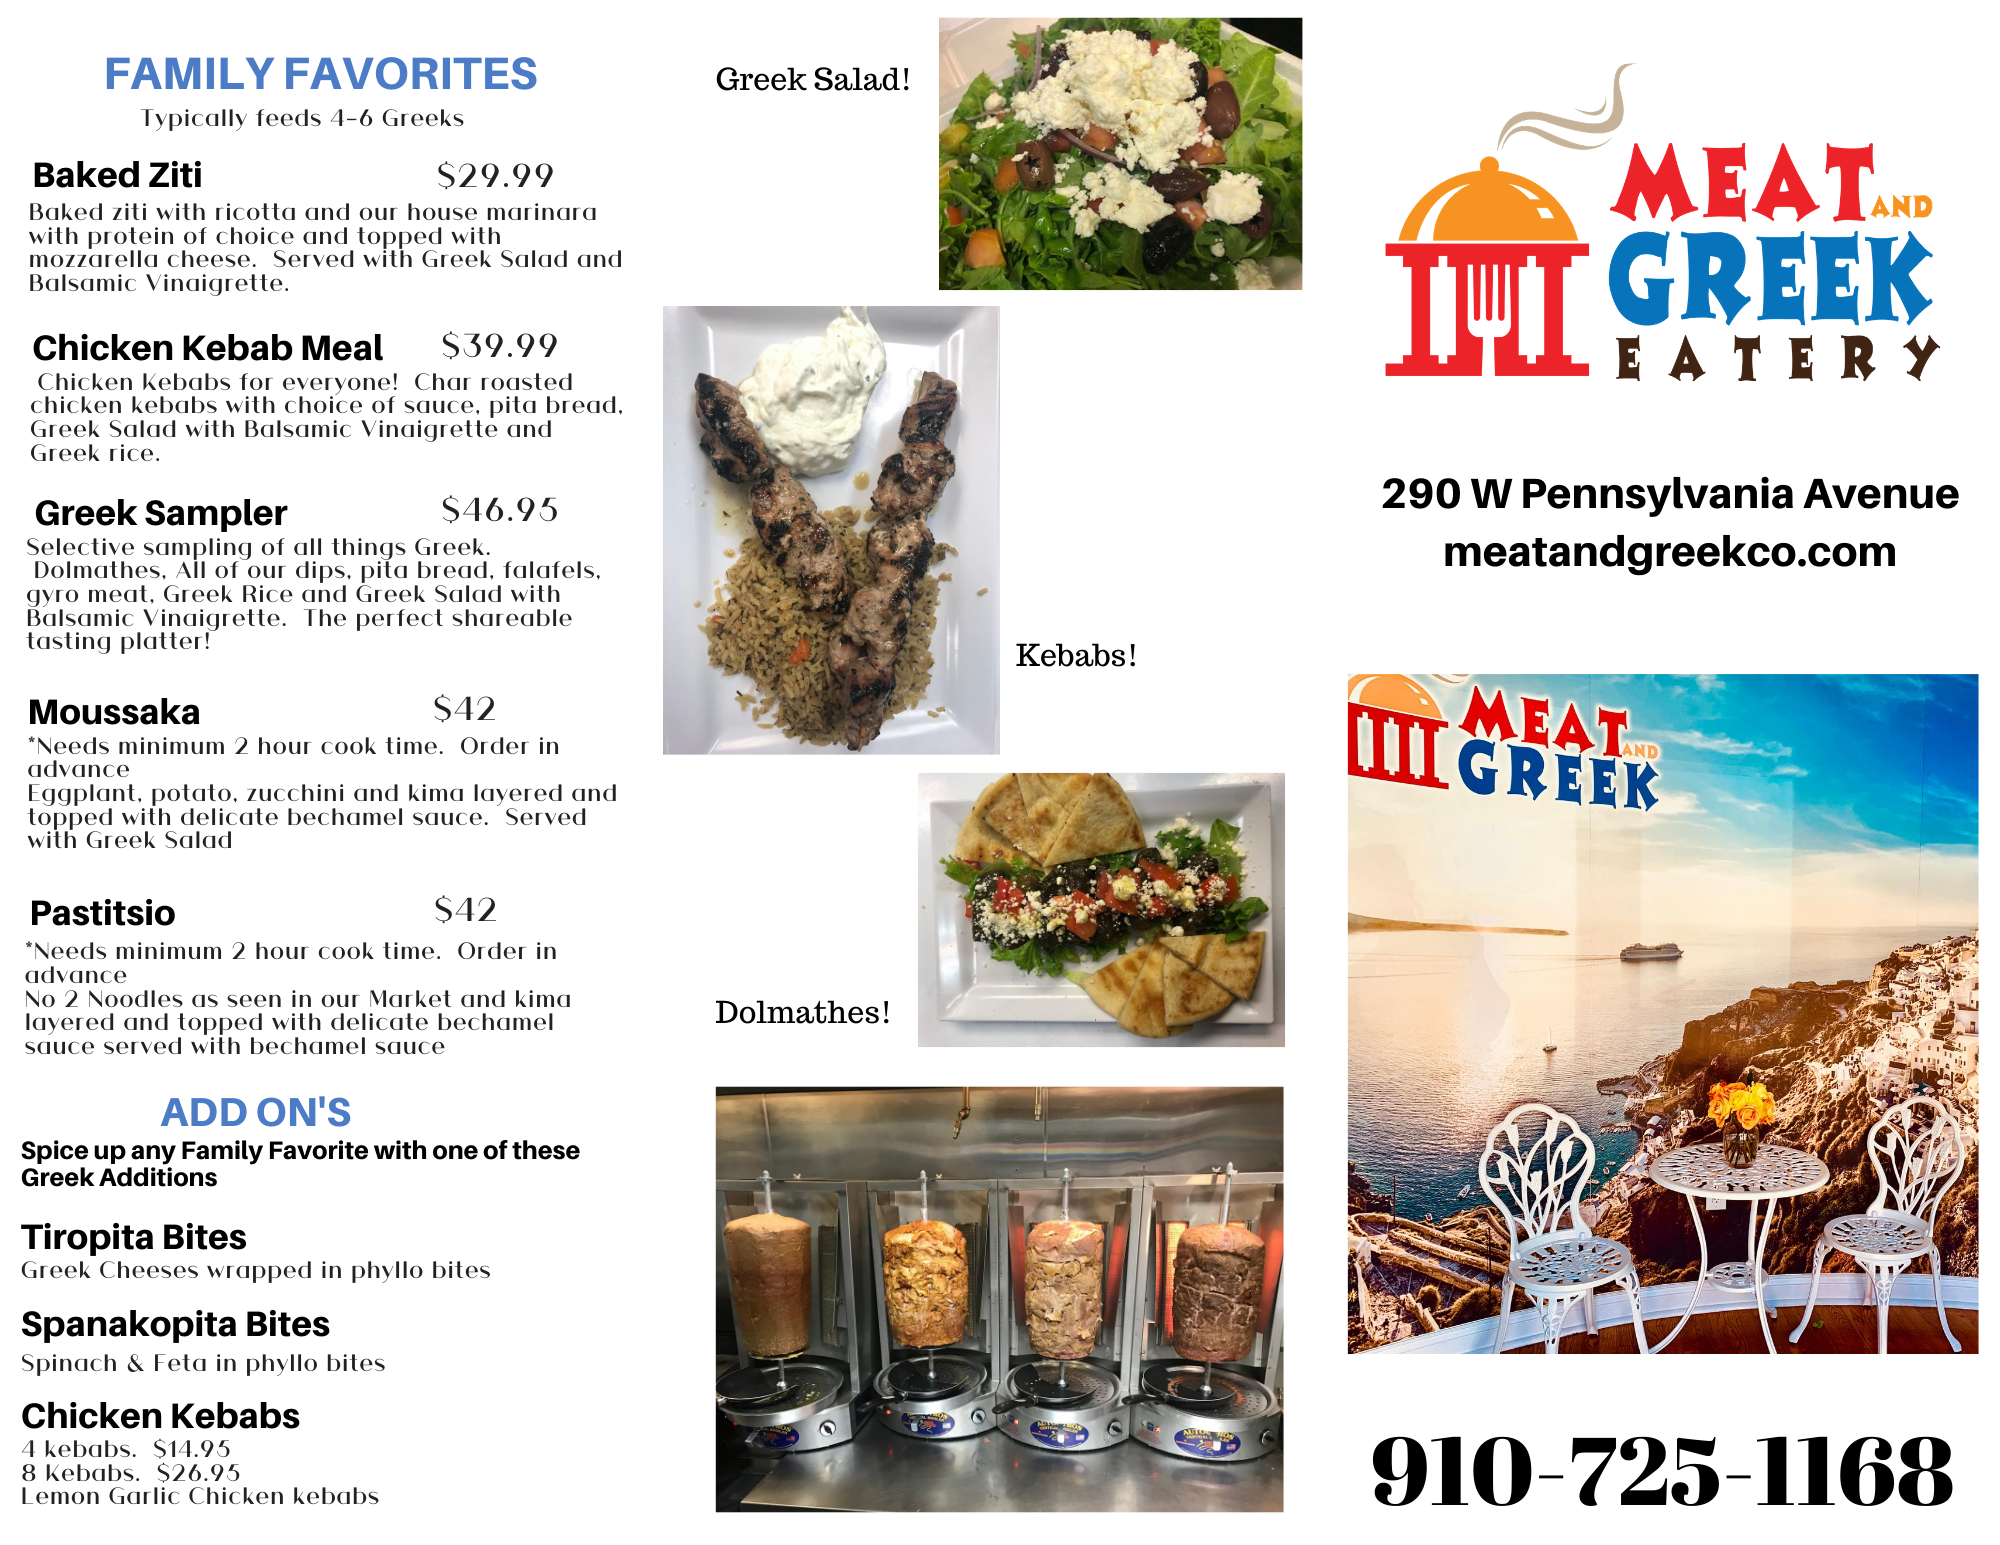 FAMILY FAVORITES
Typically feeds 4-6 Greeks
Baked Ziti $29.99
Baked ziti with ricotta and our house marinara
with protein of choice and topped with
mozzarella cheese. Served with Greek Salad and
Balsamic Vinaigrette.
Chicken Kebab Meal $39.99
Chicken Kebabs for everyone! Char roasted
chicken kebabs with choice of sauce, pita bread,
Greek Salad with Balsamic Vinaigrette and
Greek rice.
Greek Sampler $46.95
Selective sampling of all things Greek.
Dolmathes, All of our dips, pita bread, falafels,
gyro meat, Greek Rice and Greek Salad with
Balsamic Vinaigrette. The perfect shareable
tasting platter!
Moussaka $42
*Needs minimum 2 hour cook time. Order in
advance
Eggplant, potato, zucchini and kima layered and
topped with delicate bechamel sauce. Served
with Greek Salad
Pastitsio $42
*Needs minimum 2 hour cook time. Order in
advance
No 2 Noodles as seen in our Market and kima
layered and topped with delicate bechamel
sauce served with bechamel sauce
ADD ON'S
Spice up any Family Favorite with one of these
Greek Additions
Tiropita Bites
Greek Cheeses wrapped in phyllo bites
Spanakopita Bites
Spinach & Feta in phyllo bites
Chicken Kebabs
4 kebabs. $14.95
8 Kebabs. $26.95
Lemon Garlic Chicken kebabs
Greek Salad!
Kebabs!
Dolmathes!
MEAT AND
GREEK
EATERY
290 W Pennsylvania Avenue
meatandgreekco.com
MEAT AND
GREEK
910-725-1168